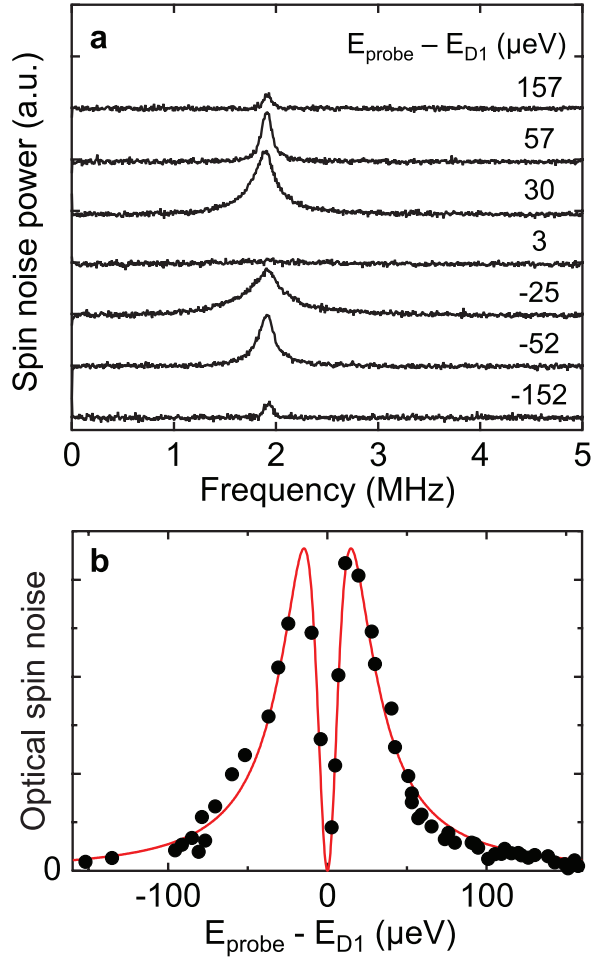 a
E_probe – E_D1 (µeV)
157
57
30
3
-25
-52
-152
Spin noise power (a.u.)
0 1 2 3 4 5
Frequency (MHz)
b
Optical spin noise
0
-100 0 100
E_probe - E_D1 (µeV)